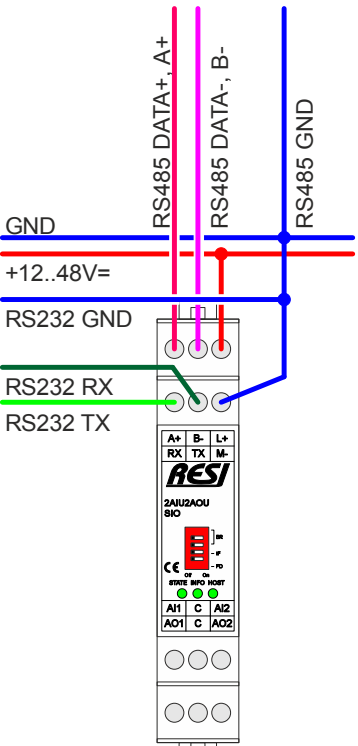 RS485 DATA+, A+
RS485 DATA-, B-
RS485 GND
GND
+12..48V=
RS232 GND
RS232 RX
RS232 TX
A+ B- L+
RX TX M-
RESI
2AIU2AOU
SIO
BR
IF
PD
CE
Off On
STATE INFO HOST
AI1 C AI2
AO1 C AO2